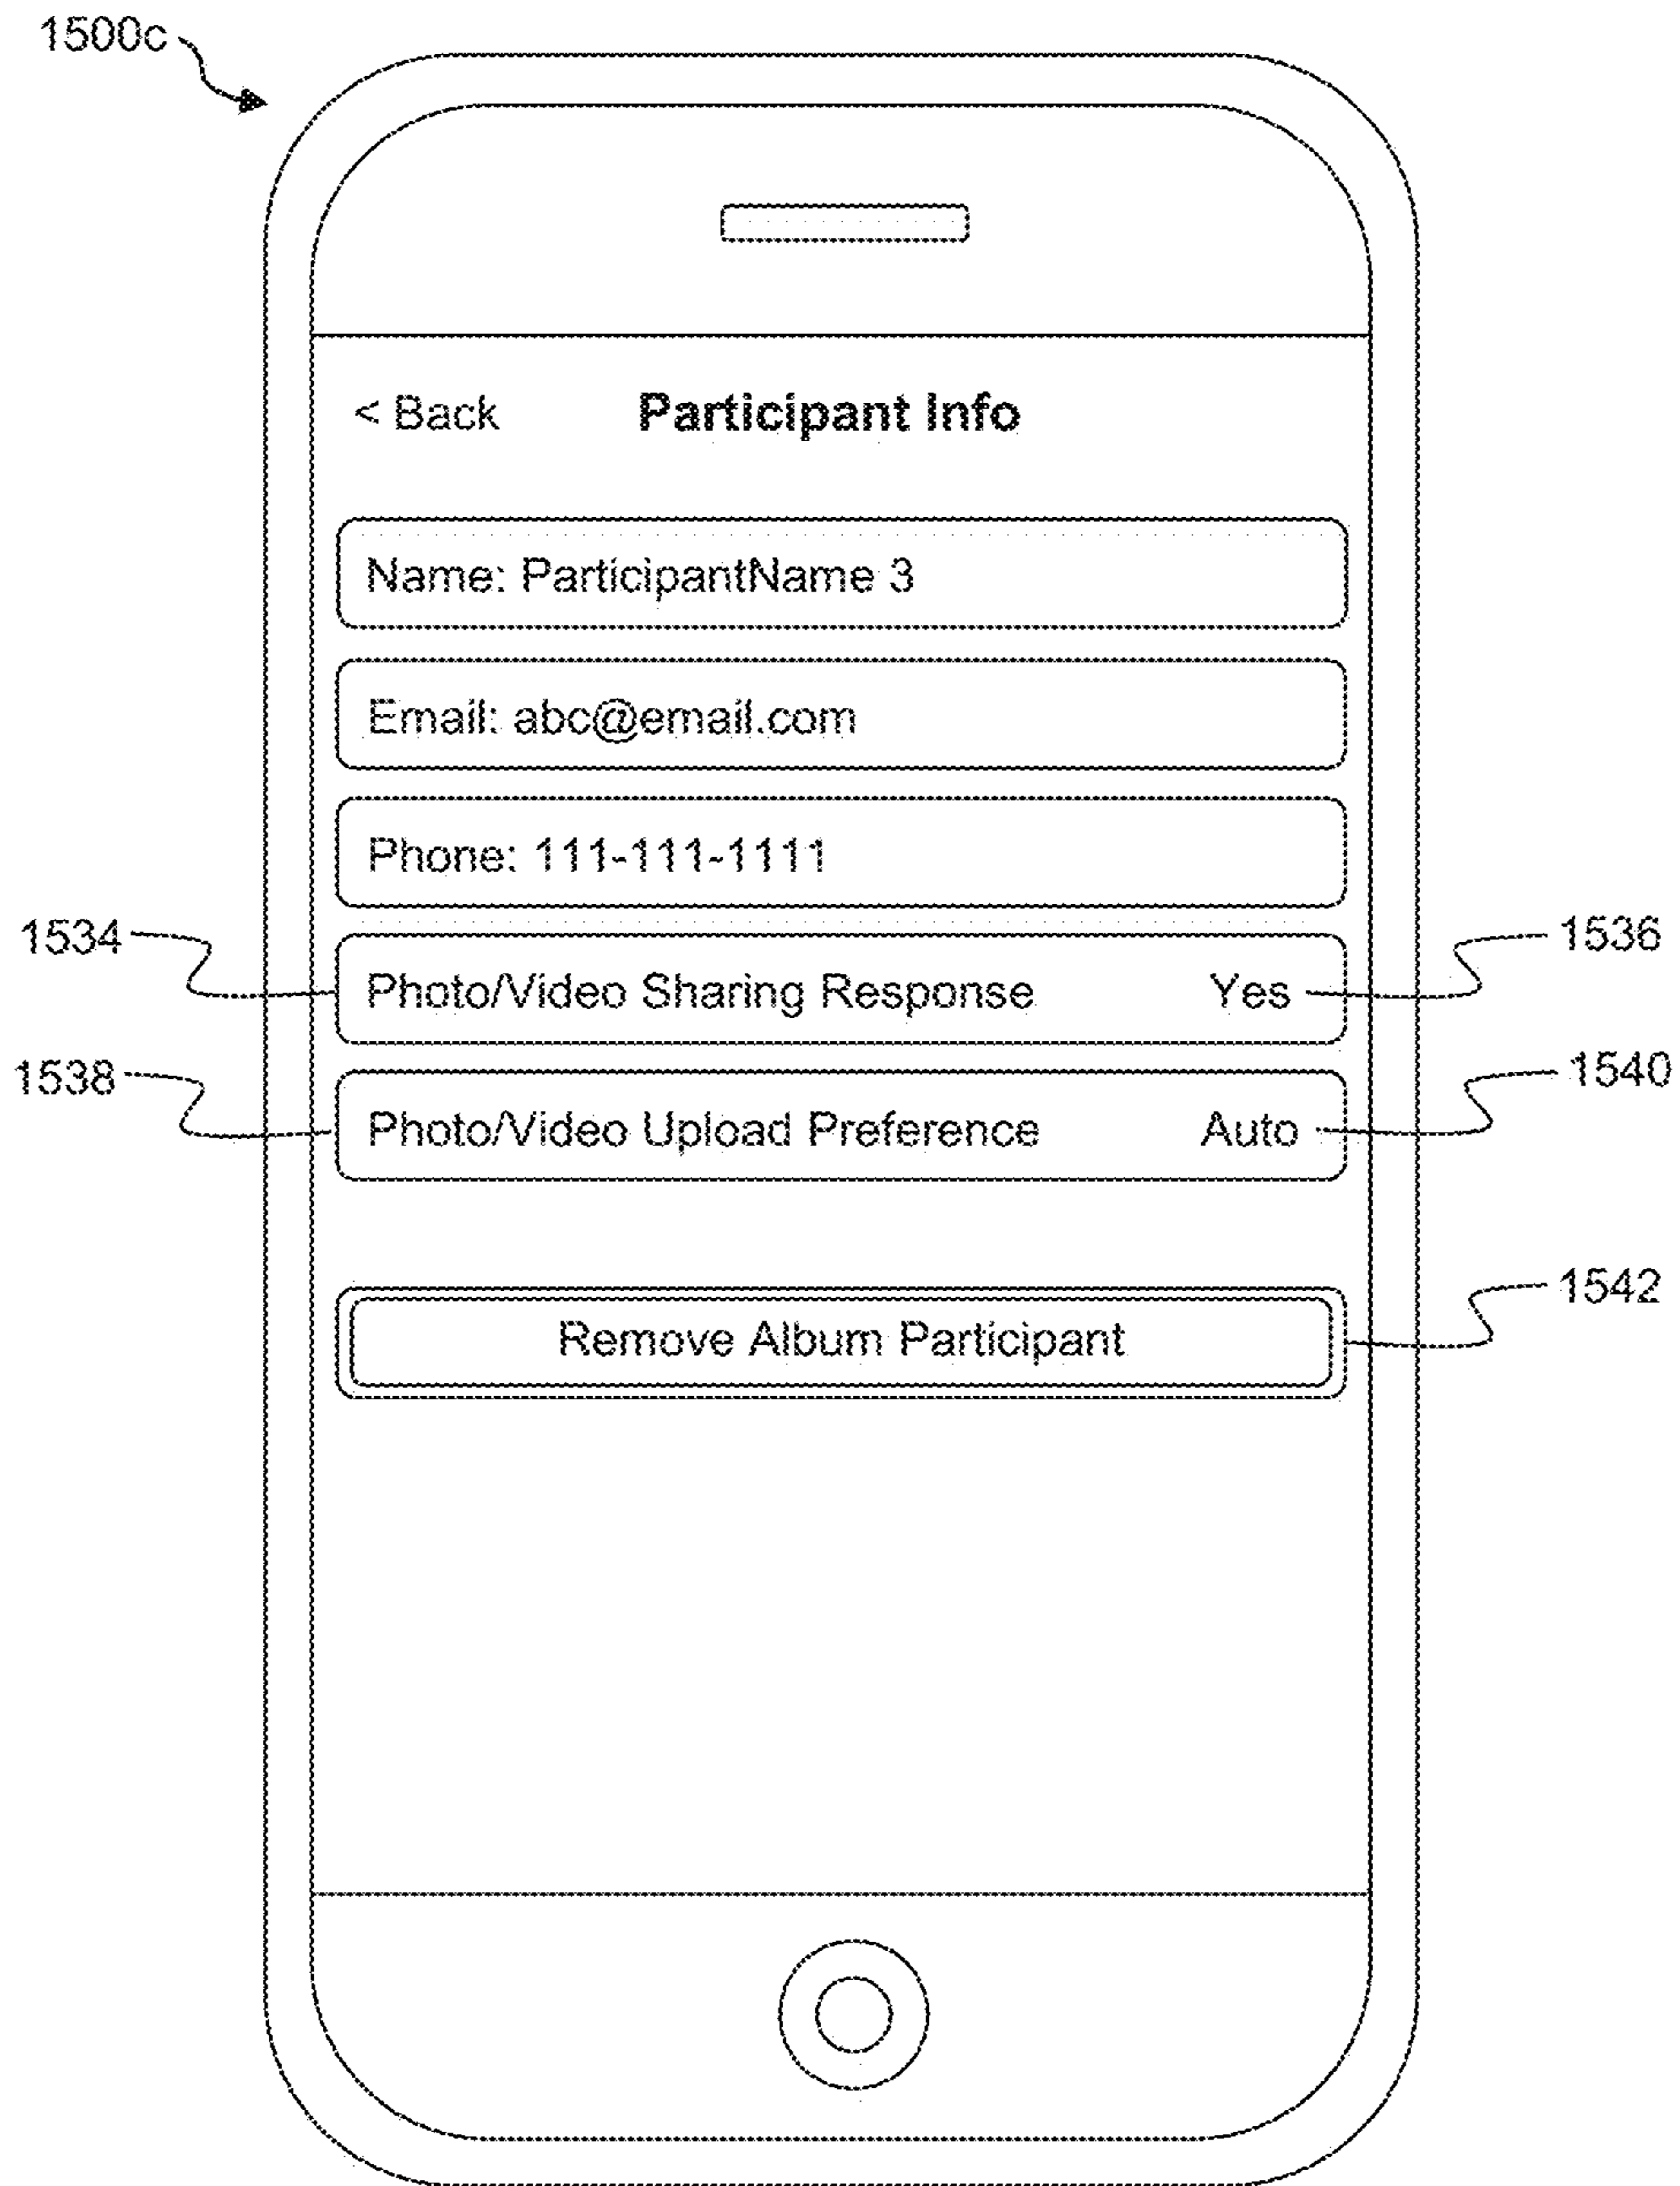 1500c
< Back Participant Info
Name: ParticipantName 3
Email: abc@email.com
Phone: 111-111-1111
1534 Photo/Video Sharing Response Yes 1536
1538 Photo/Video Upload Preference Auto 1540
Remove Album Participant 1542